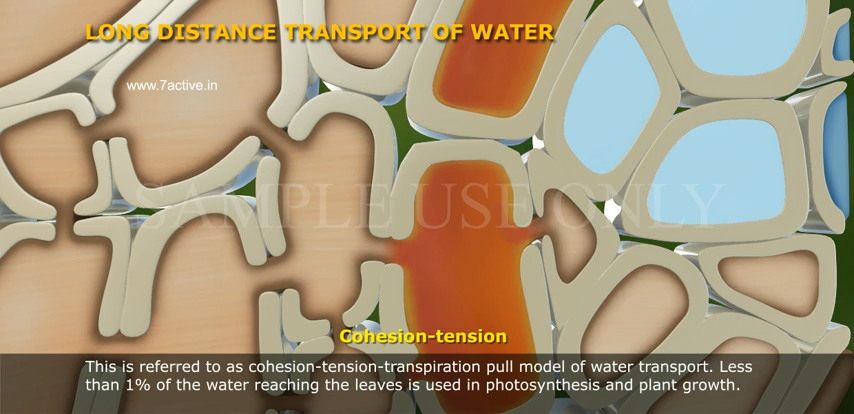 LONG DISTANCE TRANSPORT OF WATER
www.7active.in
SAMPLE USE ONLY
Cohesion-tension
This is referred to as cohesion-tension-transpiration pull model of water transport. Less
than 1% of the water reaching the leaves is used in photosynthesis and plant growth.